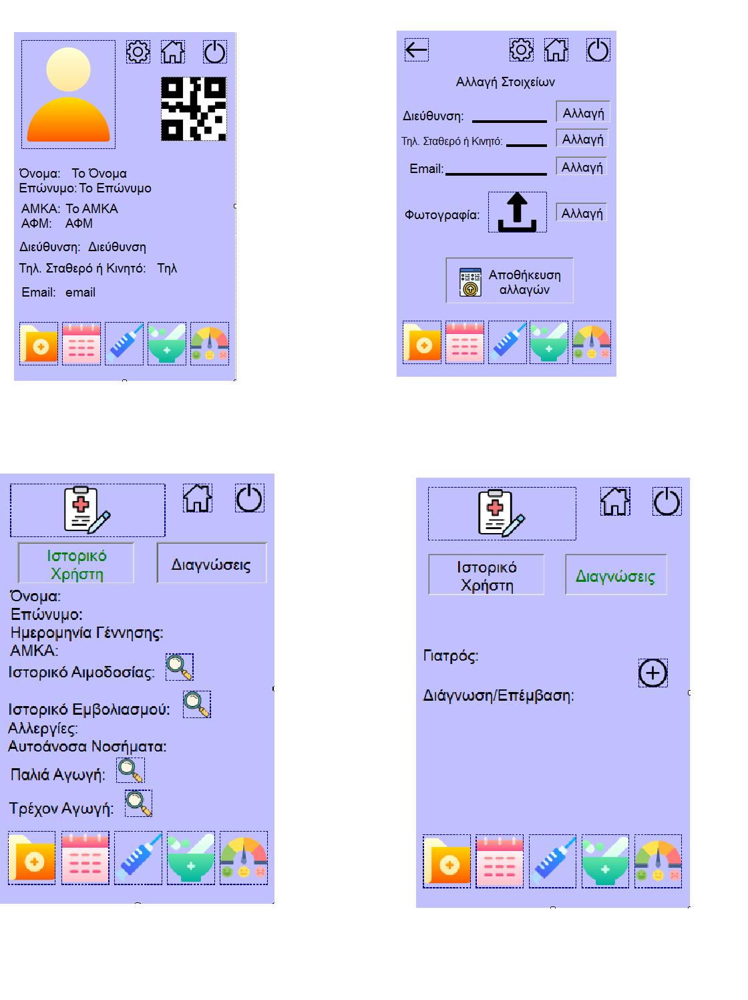 Όνομα: Το Όνομα
Επώνυμο: Το Επώνυμο
ΑΜΚΑ: Το ΑΜΚΑ
ΑΦΜ: ΑΦΜ
Διεύθυνση: Διεύθυνση
Τηλ. Σταθερό ή Κινητό: Τηλ
Email: email
Αλλαγή Στοιχείων
Διεύθυνση: Αλλαγή
Τηλ. Σταθερό ή Κινητό: Αλλαγή
Email: Αλλαγή
Φωτογραφία: Αλλαγή
Αποθήκευση
αλλαγών
Ιστορικό
Χρήστη
Διαγνώσεις
Όνομα:
Επώνυμο:
Ημερομηνία Γέννησης:
ΑΜΚΑ:
Ιστορικό Αιμοδοσίας:
Ιστορικό Εμβολιασμού:
Αλλεργίες:
Αυτοάνοσα Νοσήματα:
Παλιά Αγωγή:
Τρέχον Αγωγή:
Ιστορικό
Χρήστη
Διαγνώσεις
Γιατρός:
Διάγνωση/Επέμβαση: